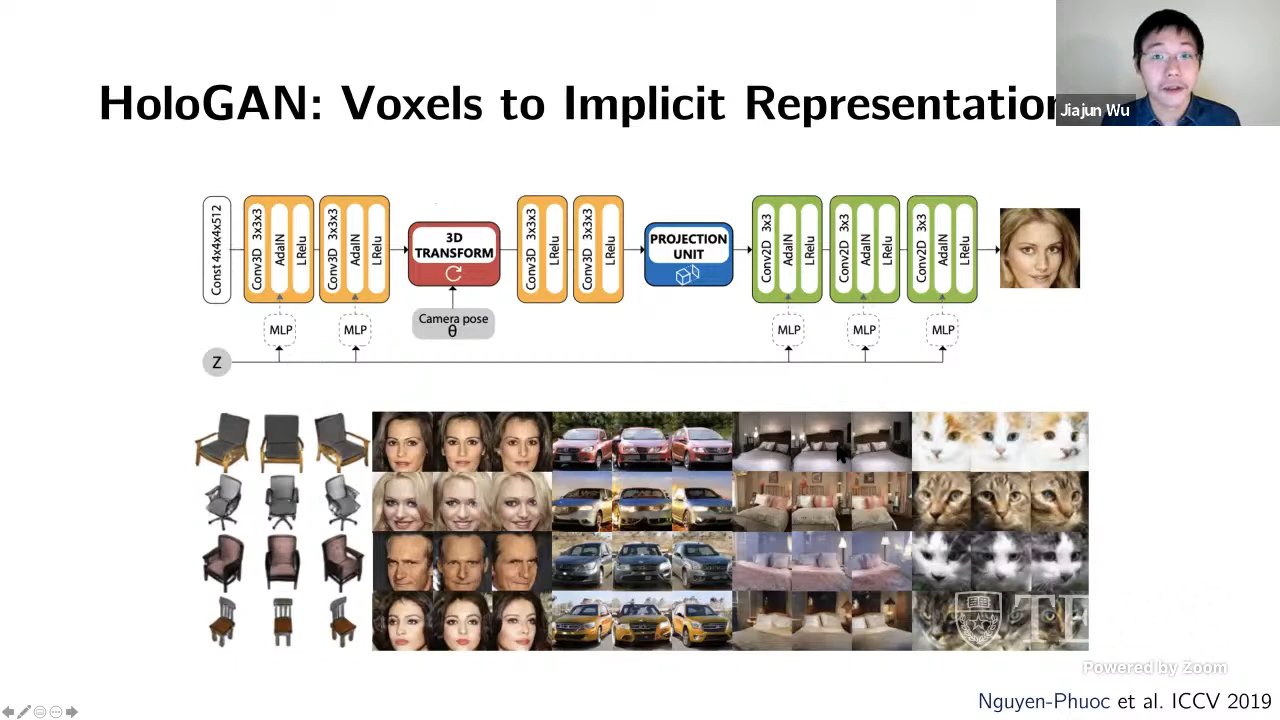 HoloGAN: Voxels to Implicit Representation
Jiajun Wu
Const 4x4x4x512
Conv3D 3x3x3
AdaIN
LRelu
Conv3D 3x3x3
AdaIN
LRelu
3D
TRANSFORM
Conv3D 3x3x3
LRelu
Conv3D 3x3x3
LRelu
PROJECTION
UNIT
Conv2D 3x3
AdaIN
LRelu
Conv2D 3x3
AdaIN
LRelu
Conv2D 3x3
AdaIN
LRelu
MLP
MLP
Camera pose
θ
MLP
MLP
MLP
Z
Powered by Zoom
Nguyen-Phuoc et al. ICCV 2019